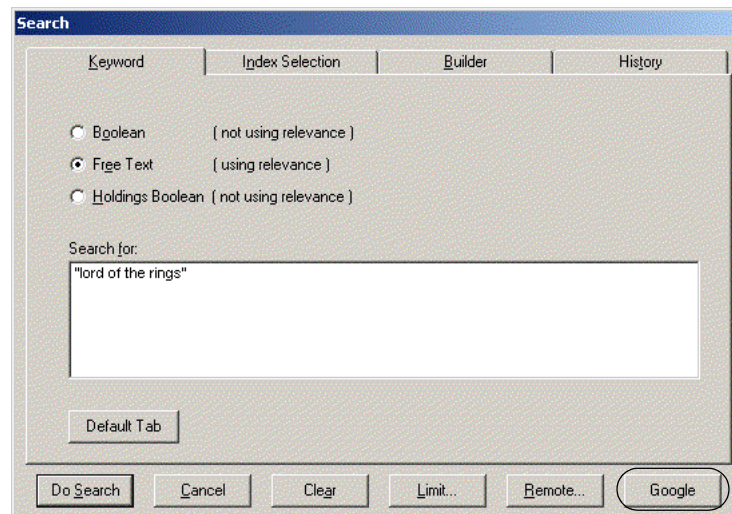 Search
Keyword Index Selection Builder History
Boolean ( not using relevance )
Free Text ( using relevance )
Holdings Boolean ( not using relevance )
Search for:
"lord of the rings"
Default Tab
Do Search Cancel Clear Limit... Remote... Google